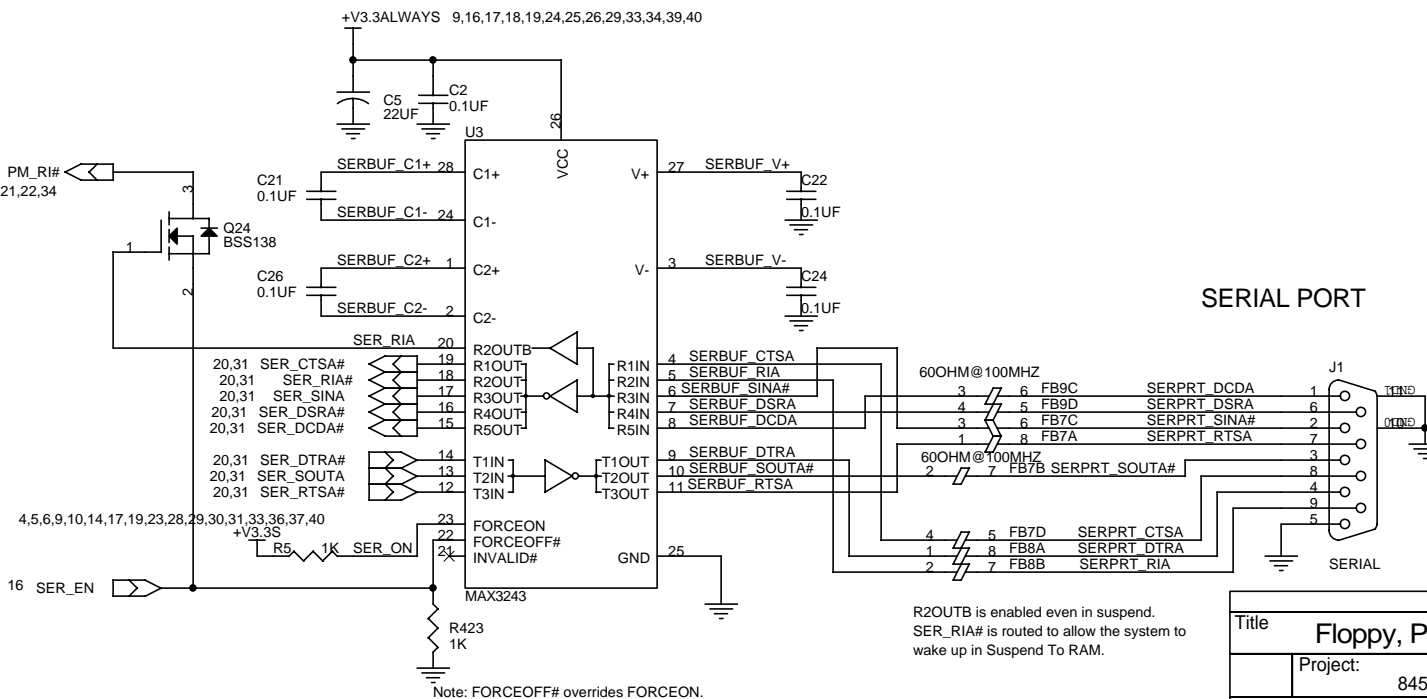 +V3.3ALWAYS 9,16,17,18,19,24,25,26,29,33,34,39,40
C5
22UF
C2
0.1UF
26
U3
VCC
PM_RI#
21,22,34
3
Q24
BSS138
1
2
C21
0.1UF
SERBUF_C1+ 28 C1+
SERBUF_C1- 24 C1-
C26
0.1UF
SERBUF_C2+ 1 C2+
SERBUF_C2- 2 C2-
V+ 27 SERBUF_V+
C22
0.1UF
V- 3 SERBUF_V-
C24
0.1UF
SERIAL PORT
SER_RIA 20 R2OUTB
20,31 SER_CTSA# 19 R1OUT
20,31 SER_RIA# 18 R2OUT
20,31 SER_SINA 17 R3OUT
20,31 SER_DSRA# 16 R4OUT
20,31 SER_DCDA# 15 R5OUT
R1IN 4 SERBUF_CTSA
R2IN 5 SERBUF_RIA
R3IN 6 SERBUF_SINA#
R4IN 7 SERBUF_DSRA
R5IN 8 SERBUF_DCDA
20,31 SER_DTRA# 14 T1IN
20,31 SER_SOUTA 13 T2IN
20,31 SER_RTSA# 12 T3IN
T1OUT 9 SERBUF_DTRA
T2OUT 10 SERBUF_SOUTA#
T3OUT 11 SERBUF_RTSA
60OHM@100MHZ
3 6 FB9C SERPRT_DCDA 1
4 5 FB9D SERPRT_DSRA 6
3 6 FB7C SERPRT_SINA# 2
1 8 FB7A SERPRT_RTSA 7
60OHM@100MHZ
2 7 FB7B SERPRT_SOUTA# 3
8
4
9
5
4 5 FB7D SERPRT_CTSA
1 8 FB8A SERPRT_DTRA
2 7 FB8B SERPRT_RIA
J1
SERIAL
4,5,6,9,10,14,17,19,23,28,29,30,31,33,36,37,40
+V3.3S
R5 1K SER_ON
23 FORCEON
22 FORCEOFF#
21 INVALID#
GND 25
16 SER_EN
MAX3243
R423
1K
R2OUTB is enabled even in suspend.
SER_RIA# is routed to allow the system to
wake up in Suspend To RAM.
Note: FORCEOFF# overrides FORCEON.
Title
Floppy, P
Project:
845